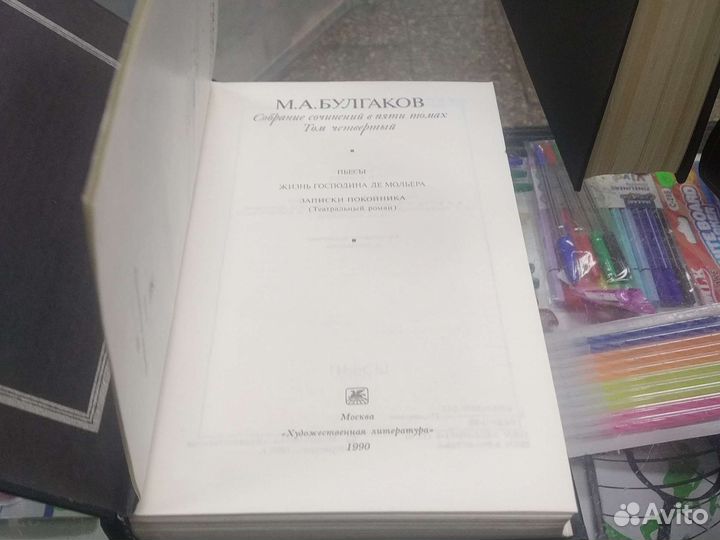 М.А.БУЛГАКОВ
Собрание сочинений в пяти томах
Том четвертый
ПЬЕСЫ
ЖИЗНЬ ГОСПОДИНА ДЕ МОЛЬЕРА
ЗАПИСКИ ПОКОЙНИКА
(Театральный роман)
Москва
«Художественная литература»
1990
BOARD
Avito